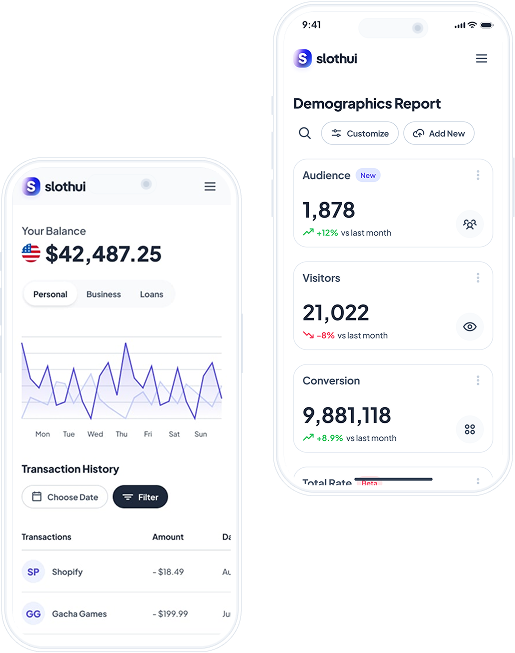 9:41
slothui
Demographics Report
Customize
Add New
Audience New
1,878
+12% vs last month
Visitors
21,022
-8% vs last month
Conversion
9,881,118
+8.9% vs last month
Total Rate Beta
slothui
Your Balance
$42,487.25
Personal Business Loans
Mon Tue Wed Thu Fri Sat Sun
Transaction History
Choose Date Filter
Transactions Amount Da
SP Shopify - $18.49 Au
GG Gacha Games - $199.99 Ju